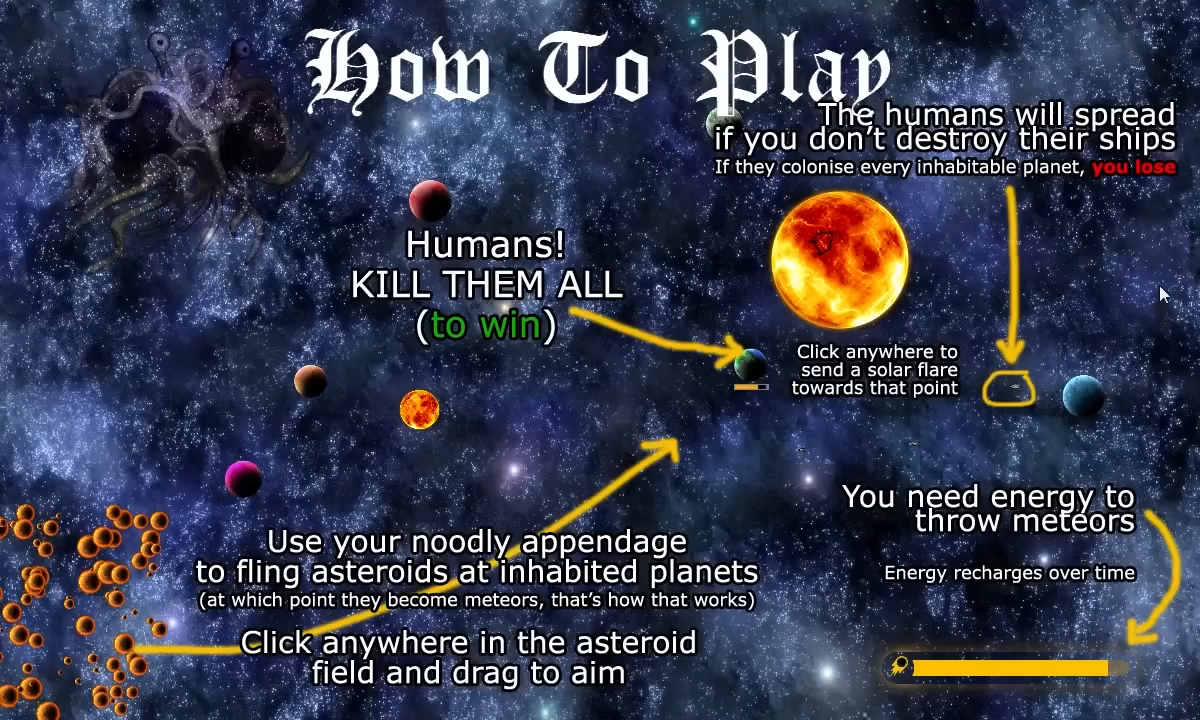 How To Play
The humans will spread
if you don't destroy their ships
If they colonise every inhabitable planet, you lose
Humans!
KILL THEM ALL
(to win)
Click anywhere to
send a solar flare
towards that point
You need energy to
throw meteors
Energy recharges over time
Use your noodly appendage
to fling asteroids at inhabited planets
(at which point they become meteors, that's how that works)
Click anywhere in the asteroid
field and drag to aim